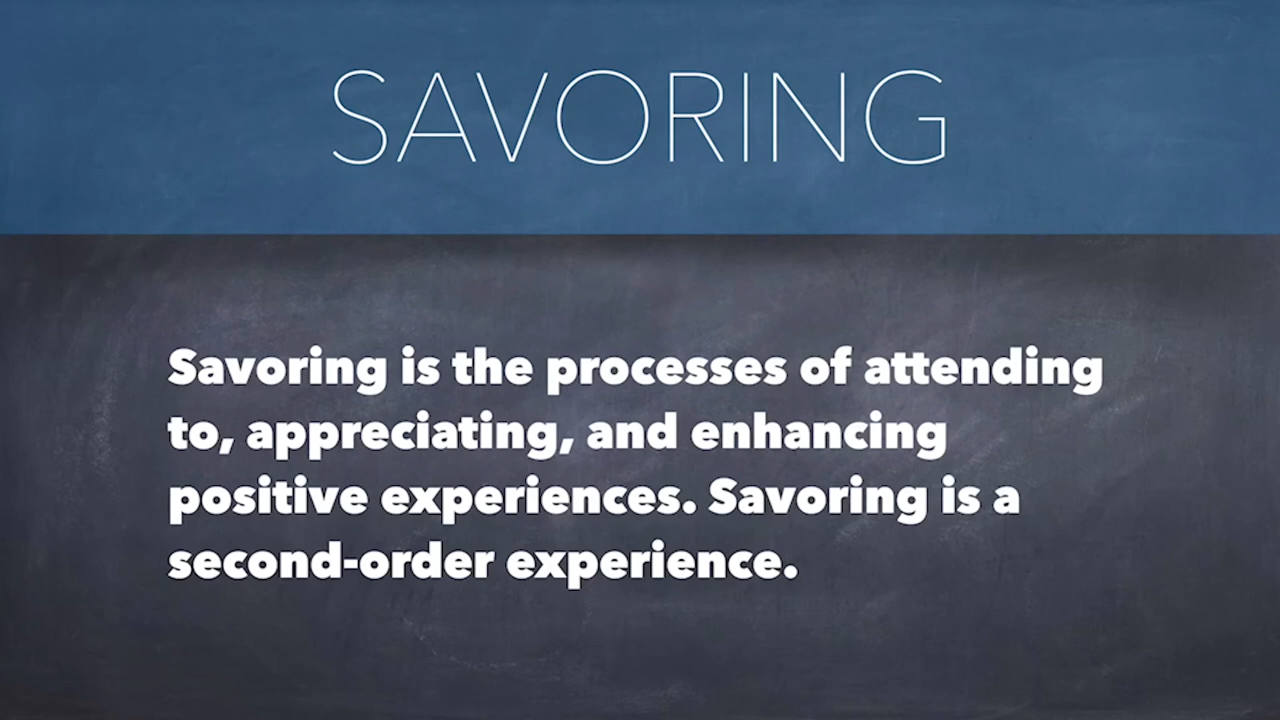 SAVORING
Savoring is the processes of attending
to, appreciating, and enhancing
positive experiences. Savoring is a
second-order experience.